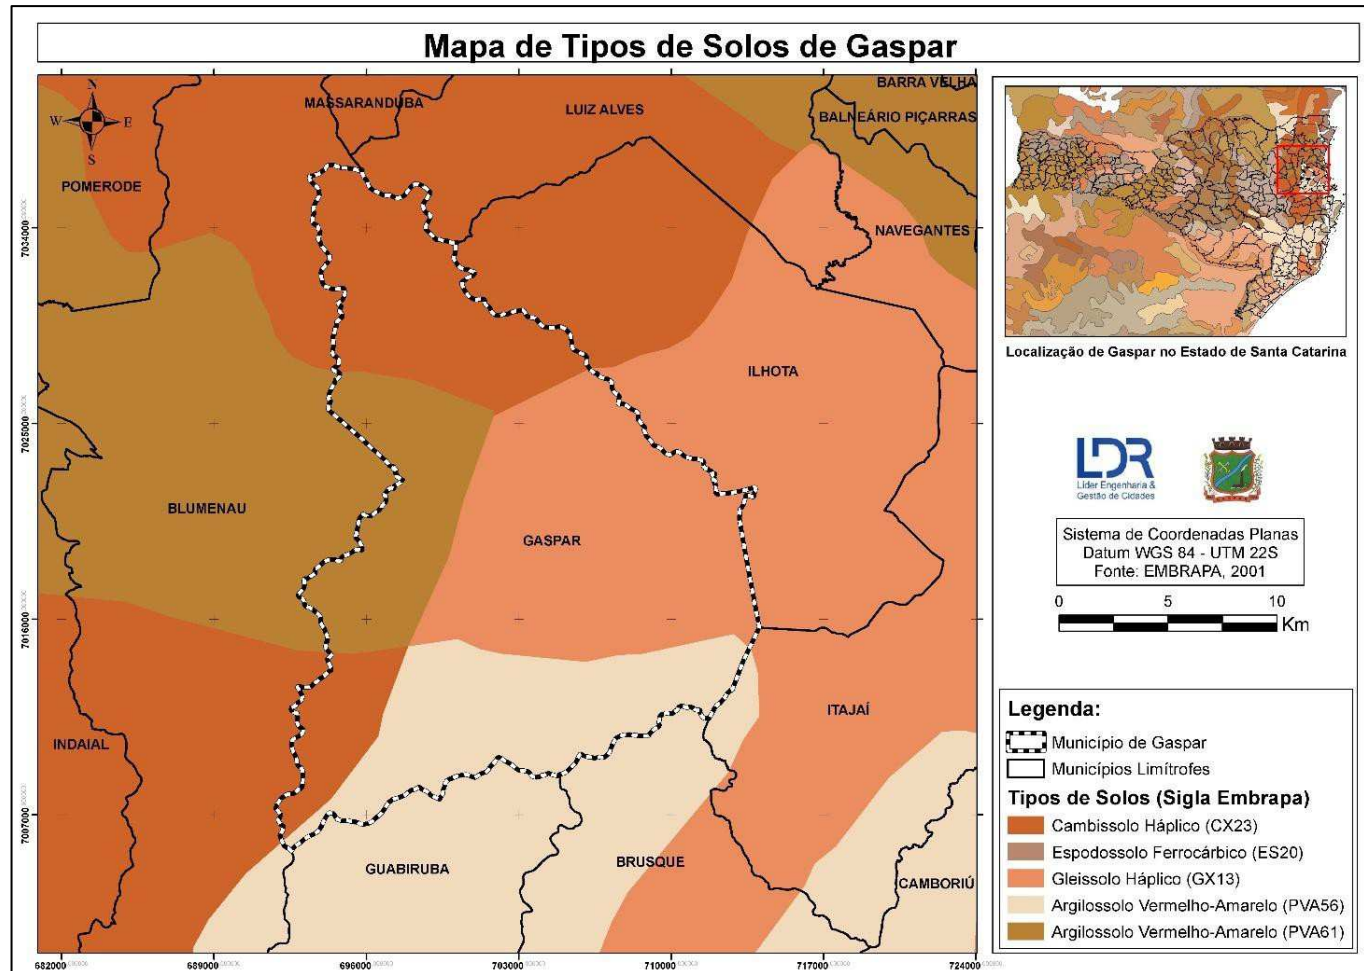 Mapa de Tipos de Solos de Gaspar
N
W E
S
MASSARANDUBA
LUIZ ALVES
BARRA VELHA
BALNEÁRIO PIÇARRAS
POMERODE
NAVEGANTES
ILHOTA
BLUMENAU
GASPAR
ITAJAÍ
INDAIAL
GUABIRUBA
BRUSQUE
CAMBORIÚ
7034000
7025000
7016000
7007000
682000
689000
696000
703000
710000
717000
724000
Localização de Gaspar no Estado de Santa Catarina
LDR
Líder Engenharia &
Gestão de Cidades
Sistema de Coordenadas Planas
Datum WGS 84 - UTM 22S
Fonte: EMBRAPA, 2001
0 5 10
Km
Legenda:
Município de Gaspar
Municípios Limítrofes
Tipos de Solos (Sigla Embrapa)
Cambissolo Háplico (CX23)
Espodossolo Ferrocárbico (ES20)
Gleissolo Háplico (GX13)
Argilossolo Vermelho-Amarelo (PVA56)
Argilossolo Vermelho-Amarelo (PVA61)